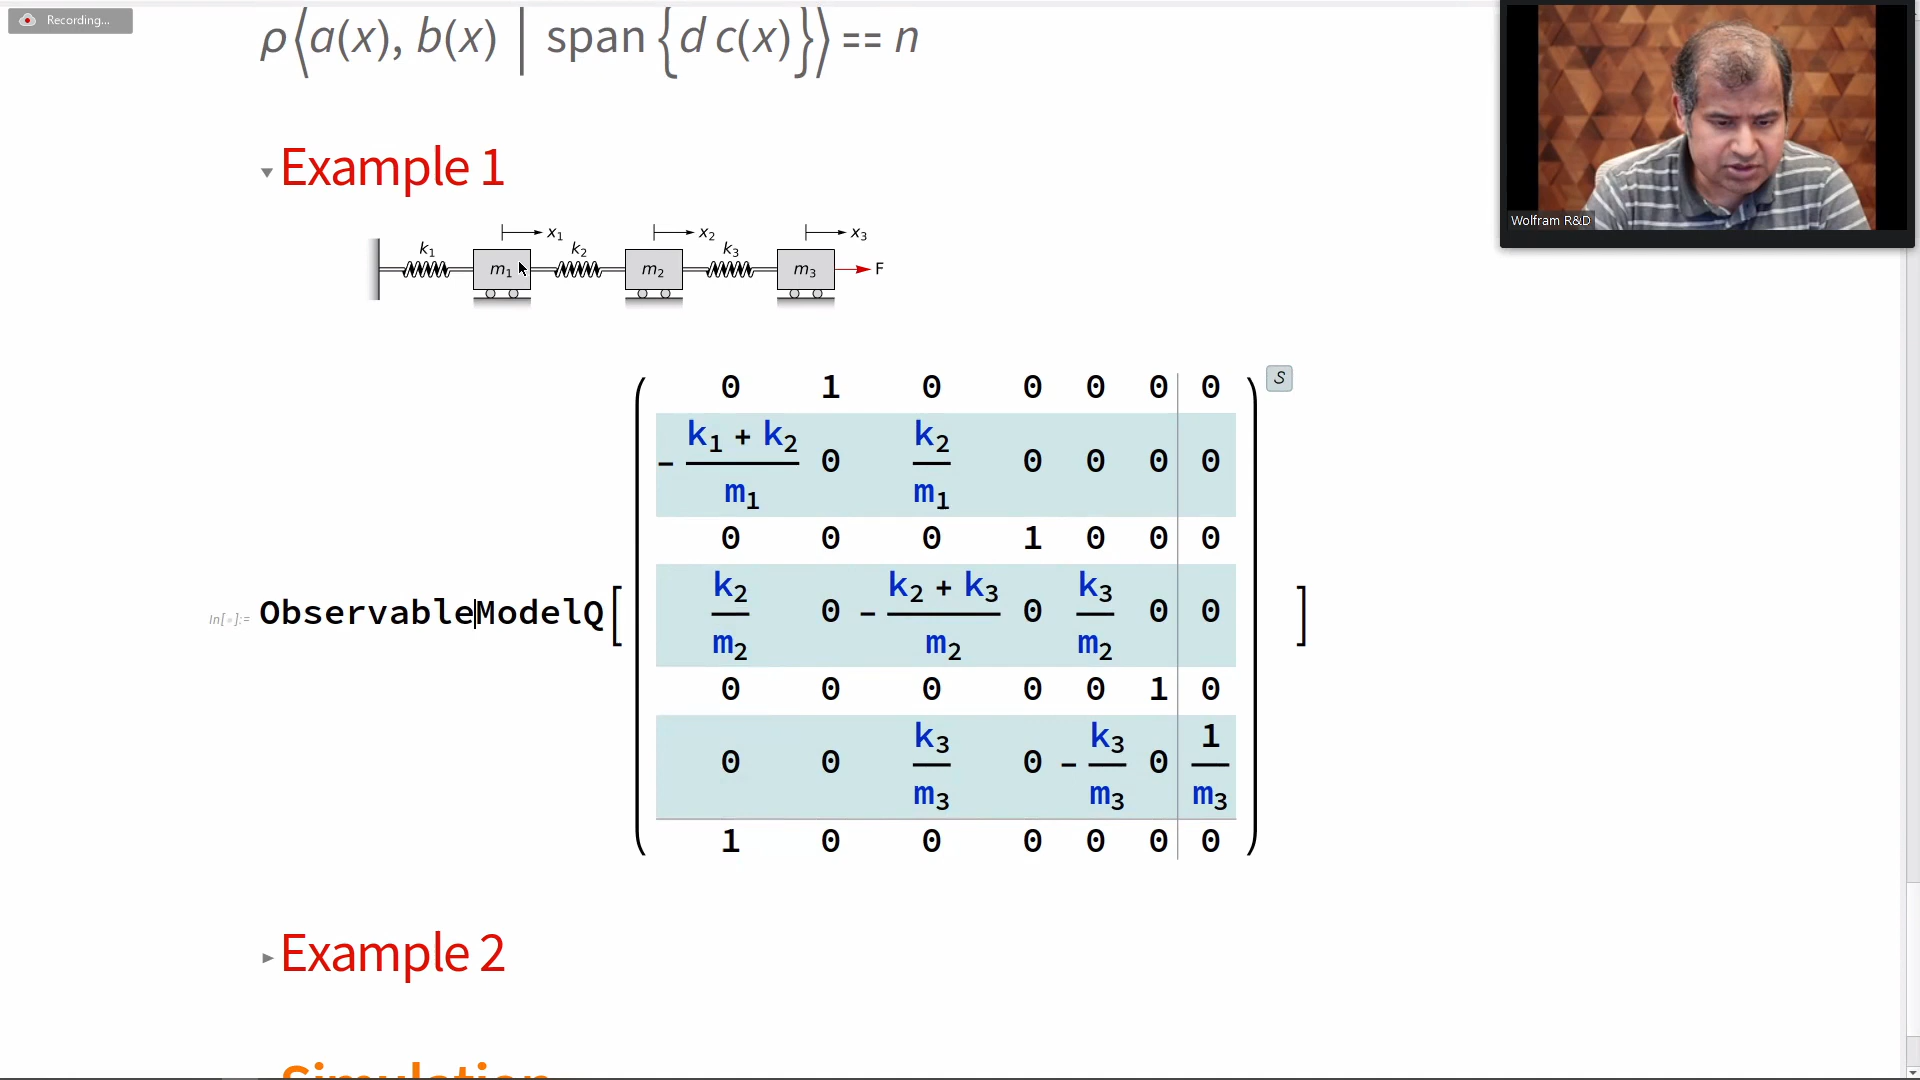 Recording...
ρ⟨a(x), b(x) | span {d c(x)}⟩ == n
Wolfram R&D
Example 1
x1 x2 x3
k1 k2 k3
m1 m2 m3 F
0 1 0 0 0 0 0 S
- (k1 + k2)/m1 0 k2/m1 0 0 0 0
0 0 0 1 0 0 0
In[ ]:= ObservableModelQ[ k2/m2 0 - (k2 + k3)/m2 0 k3/m2 0 0 ]
0 0 0 0 0 1 0
0 0 k3/m3 0 - k3/m3 0 1/m3
1 0 0 0 0 0 0
Example 2
Simulation